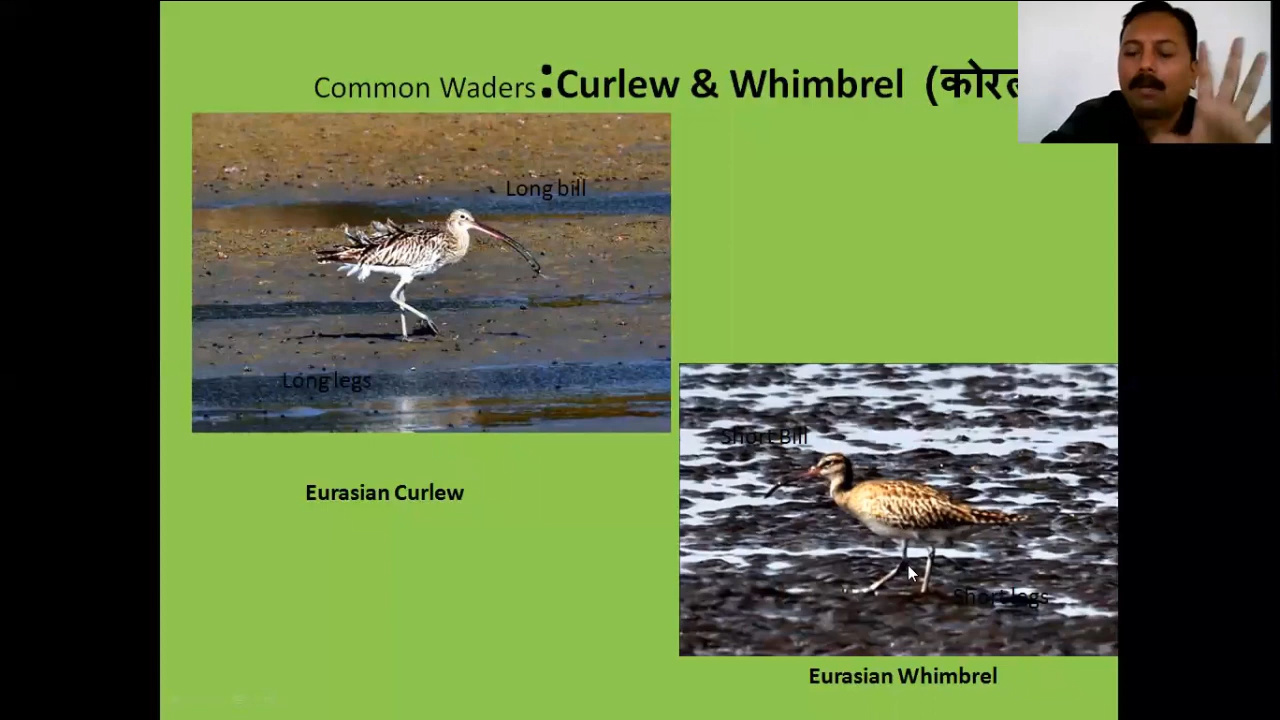 Common Waders:Curlew & Whimbrel (कोरल
Long bill
Long legs
Eurasian Curlew
Short Bill
Short legs
Eurasian Whimbrel